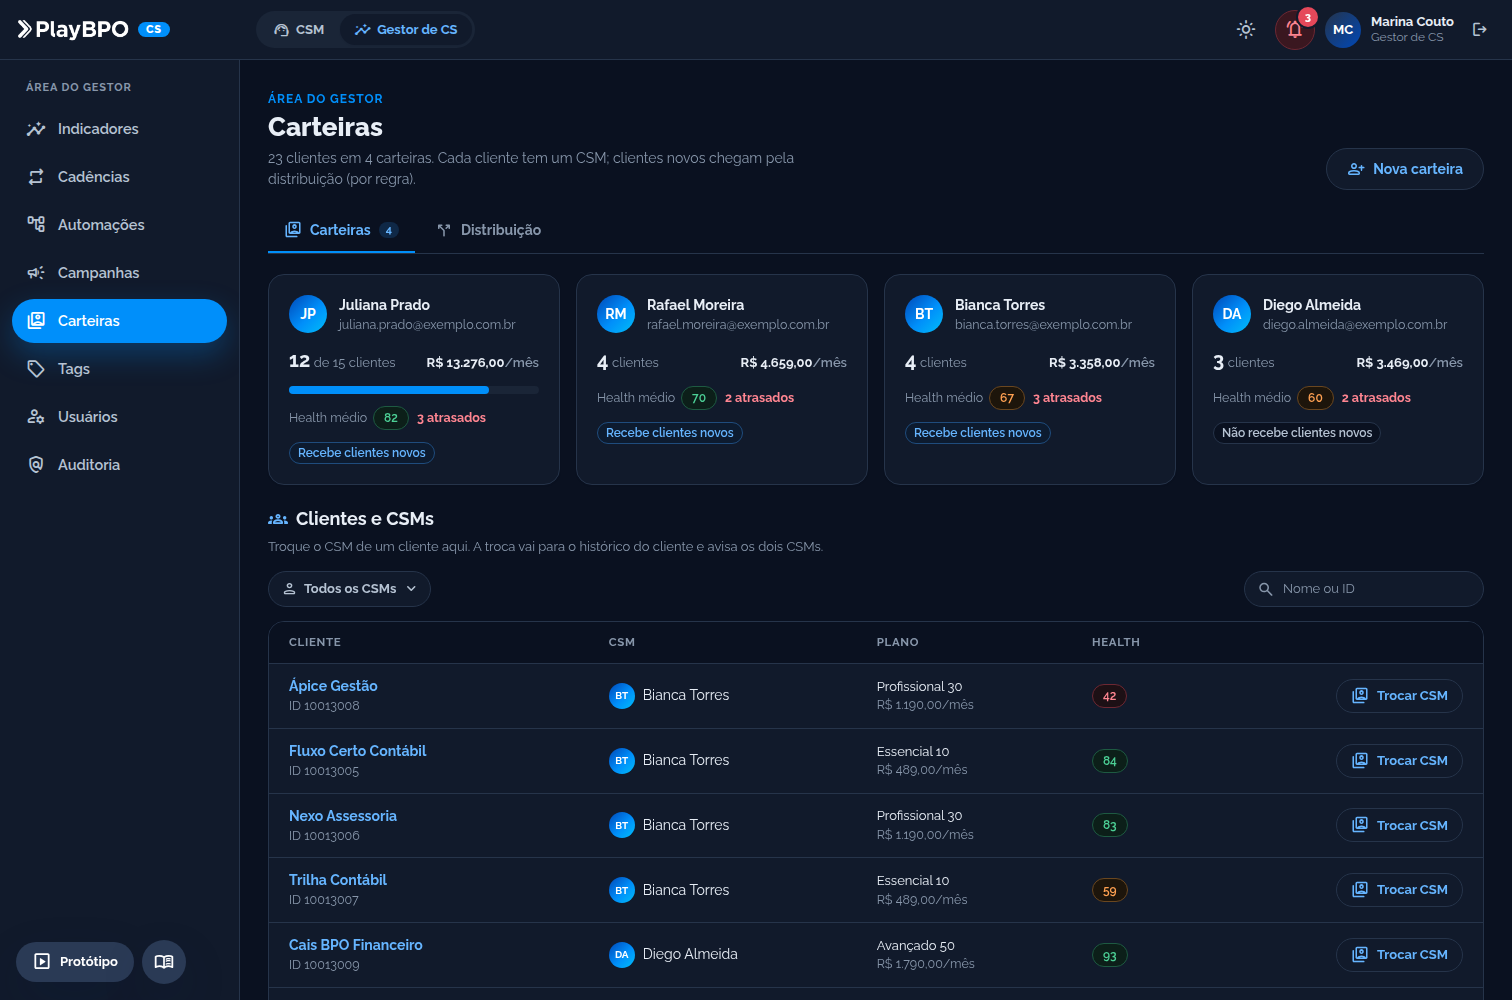 PlayBPO CS
CSM
Gestor de CS
3
MC
Marina Couto
Gestor de CS
ÁREA DO GESTOR
Indicadores
Cadências
Automações
Campanhas
Carteiras
Tags
Usuários
Auditoria
Protótipo
ÁREA DO GESTOR
Carteiras
23 clientes em 4 carteiras. Cada cliente tem um CSM; clientes novos chegam pela
distribuição (por regra).
Nova carteira
Carteiras 4
Distribuição
JP
Juliana Prado
juliana.prado@exemplo.com.br
12 de 15 clientes R$ 13.276,00/mês
Health médio 82 3 atrasados
Recebe clientes novos
RM
Rafael Moreira
rafael.moreira@exemplo.com.br
4 clientes R$ 4.659,00/mês
Health médio 70 2 atrasados
Recebe clientes novos
BT
Bianca Torres
bianca.torres@exemplo.com.br
4 clientes R$ 3.358,00/mês
Health médio 67 3 atrasados
Recebe clientes novos
DA
Diego Almeida
diego.almeida@exemplo.com.br
3 clientes R$ 3.469,00/mês
Health médio 60 2 atrasados
Não recebe clientes novos
Clientes e CSMs
Troque o CSM de um cliente aqui. A troca vai para o histórico do cliente e avisa os dois CSMs.
Todos os CSMs
Nome ou ID
CLIENTE CSM PLANO HEALTH
Ápice Gestão
ID 10013008
BT Bianca Torres
Profissional 30
R$ 1.190,00/mês
42
Trocar CSM
Fluxo Certo Contábil
ID 10013005
BT Bianca Torres
Essencial 10
R$ 489,00/mês
84
Trocar CSM
Nexo Assessoria
ID 10013006
BT Bianca Torres
Profissional 30
R$ 1.190,00/mês
83
Trocar CSM
Trilha Contábil
ID 10013007
BT Bianca Torres
Essencial 10
R$ 489,00/mês
59
Trocar CSM
Cais BPO Financeiro
ID 10013009
DA Diego Almeida
Avançado 50
R$ 1.790,00/mês
93
Trocar CSM